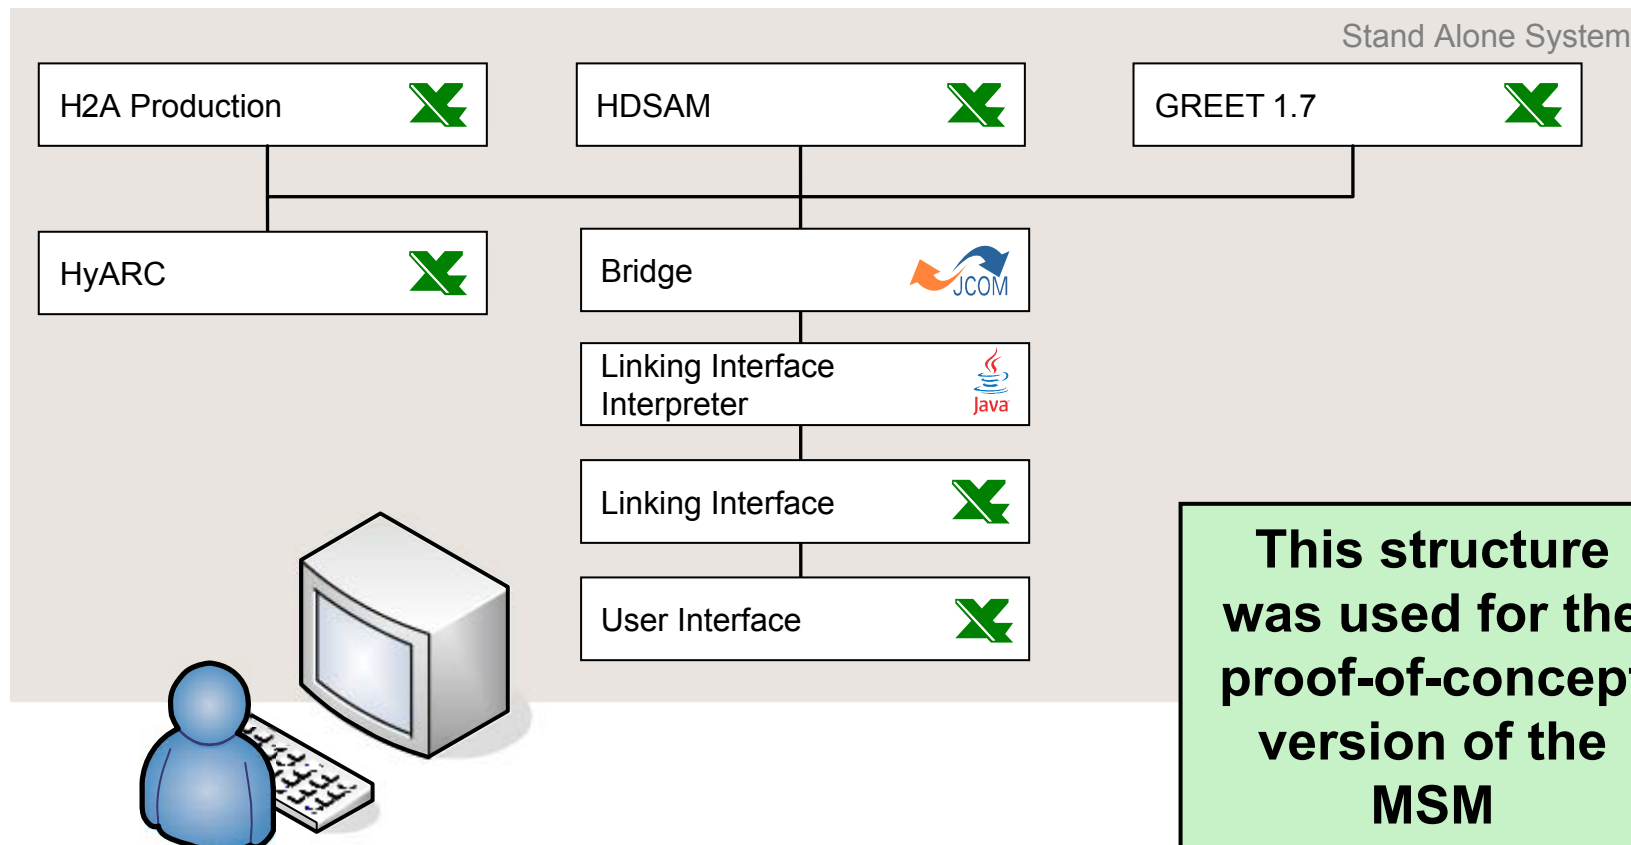 Stand Alone System
H2A Production
HDSAM
GREET 1.7
HyARC
Bridge
JCOM
Linking Interface
Interpreter
Java
Linking Interface
User Interface
This structure
was used for the
proof-of-concept
version of the
MSM